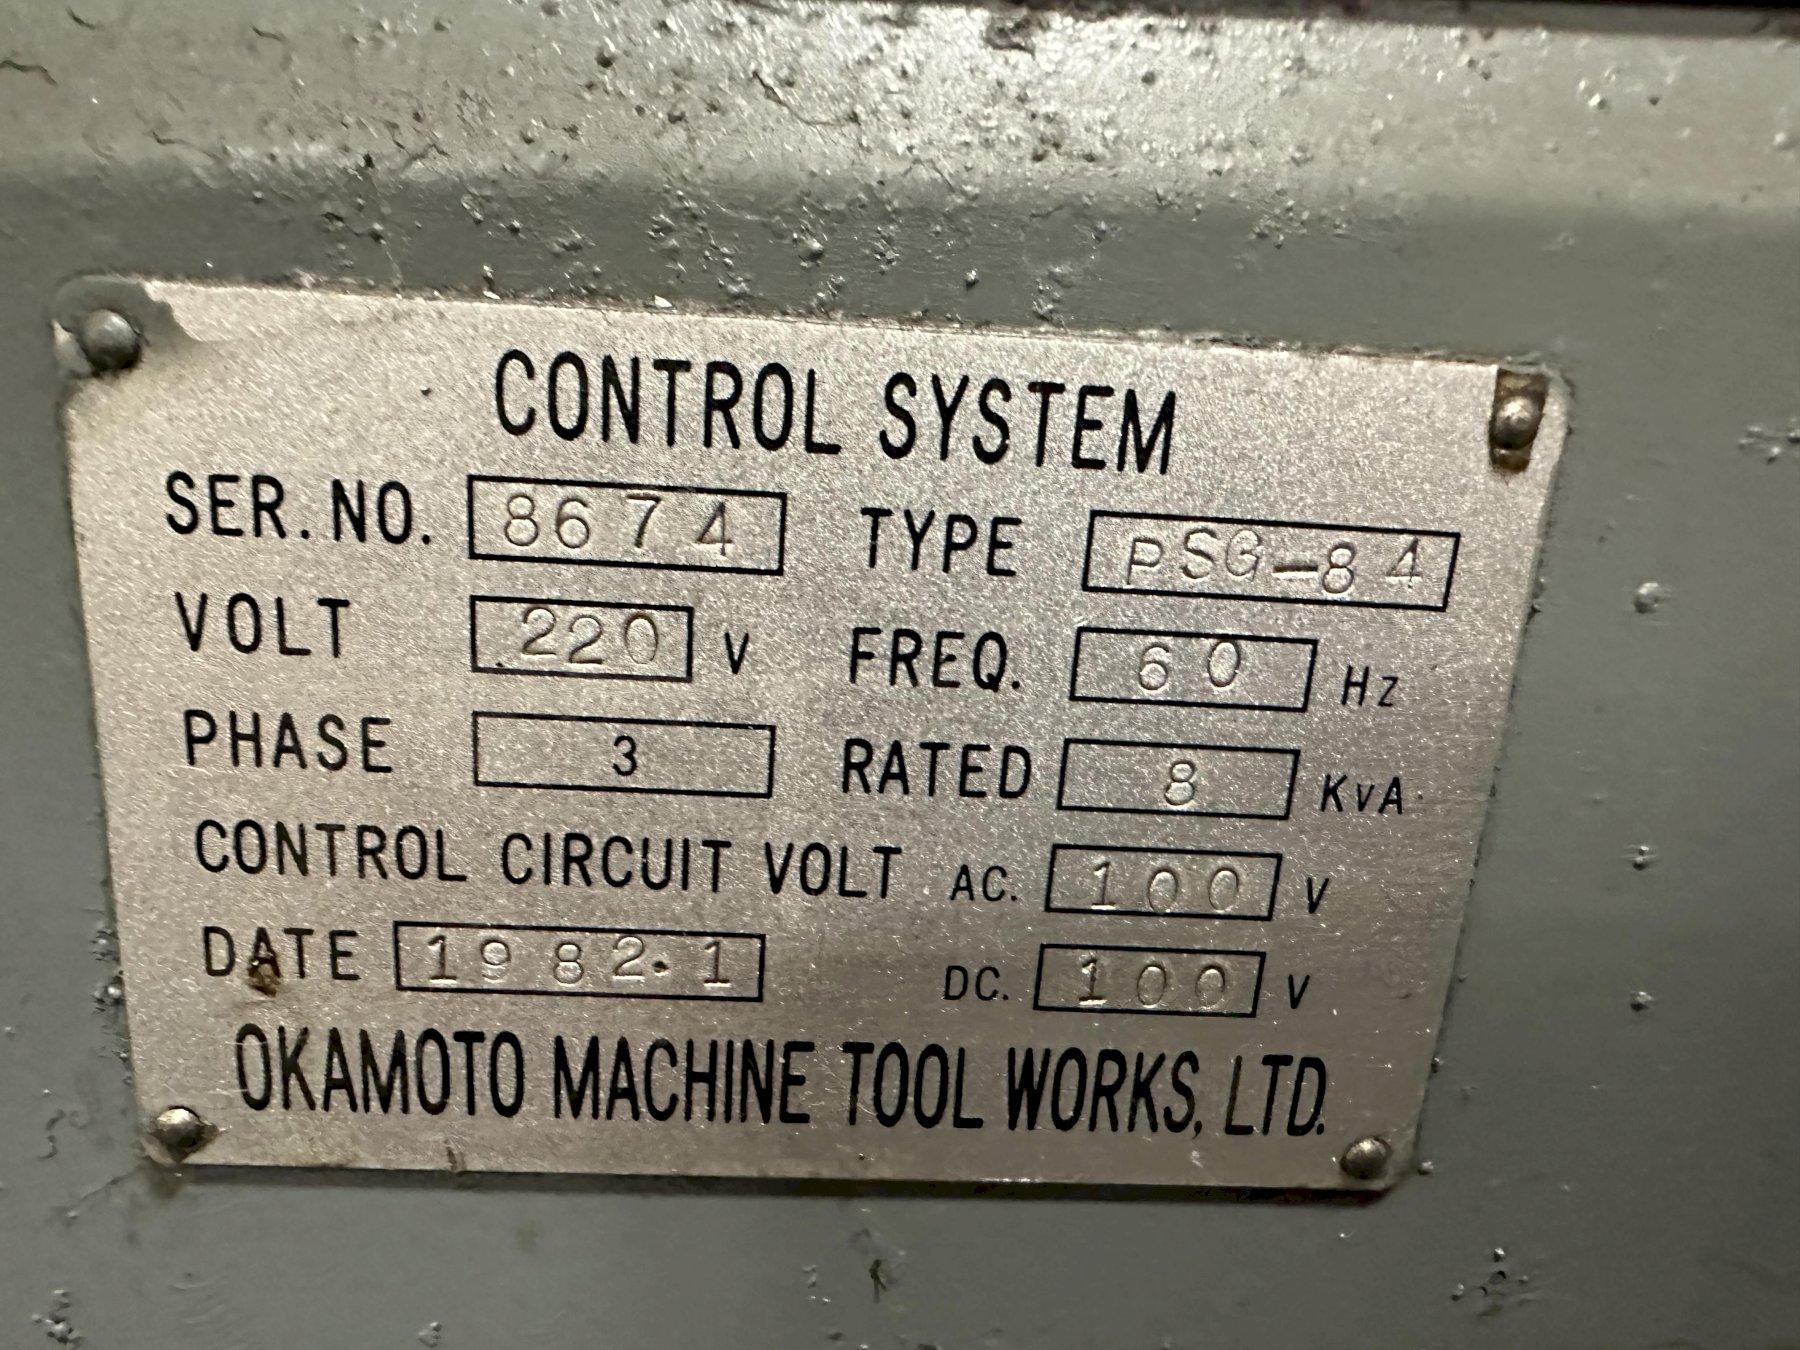 CONTROL SYSTEM
SER. NO. 8674 TYPE PSG-84
VOLT 220 V FREQ. 60 Hz
PHASE 3 RATED 8 KVA
CONTROL CIRCUIT VOLT AC. 100 V
DATE 1982.1 DC. 100 V
OKAMOTO MACHINE TOOL WORKS, LTD.